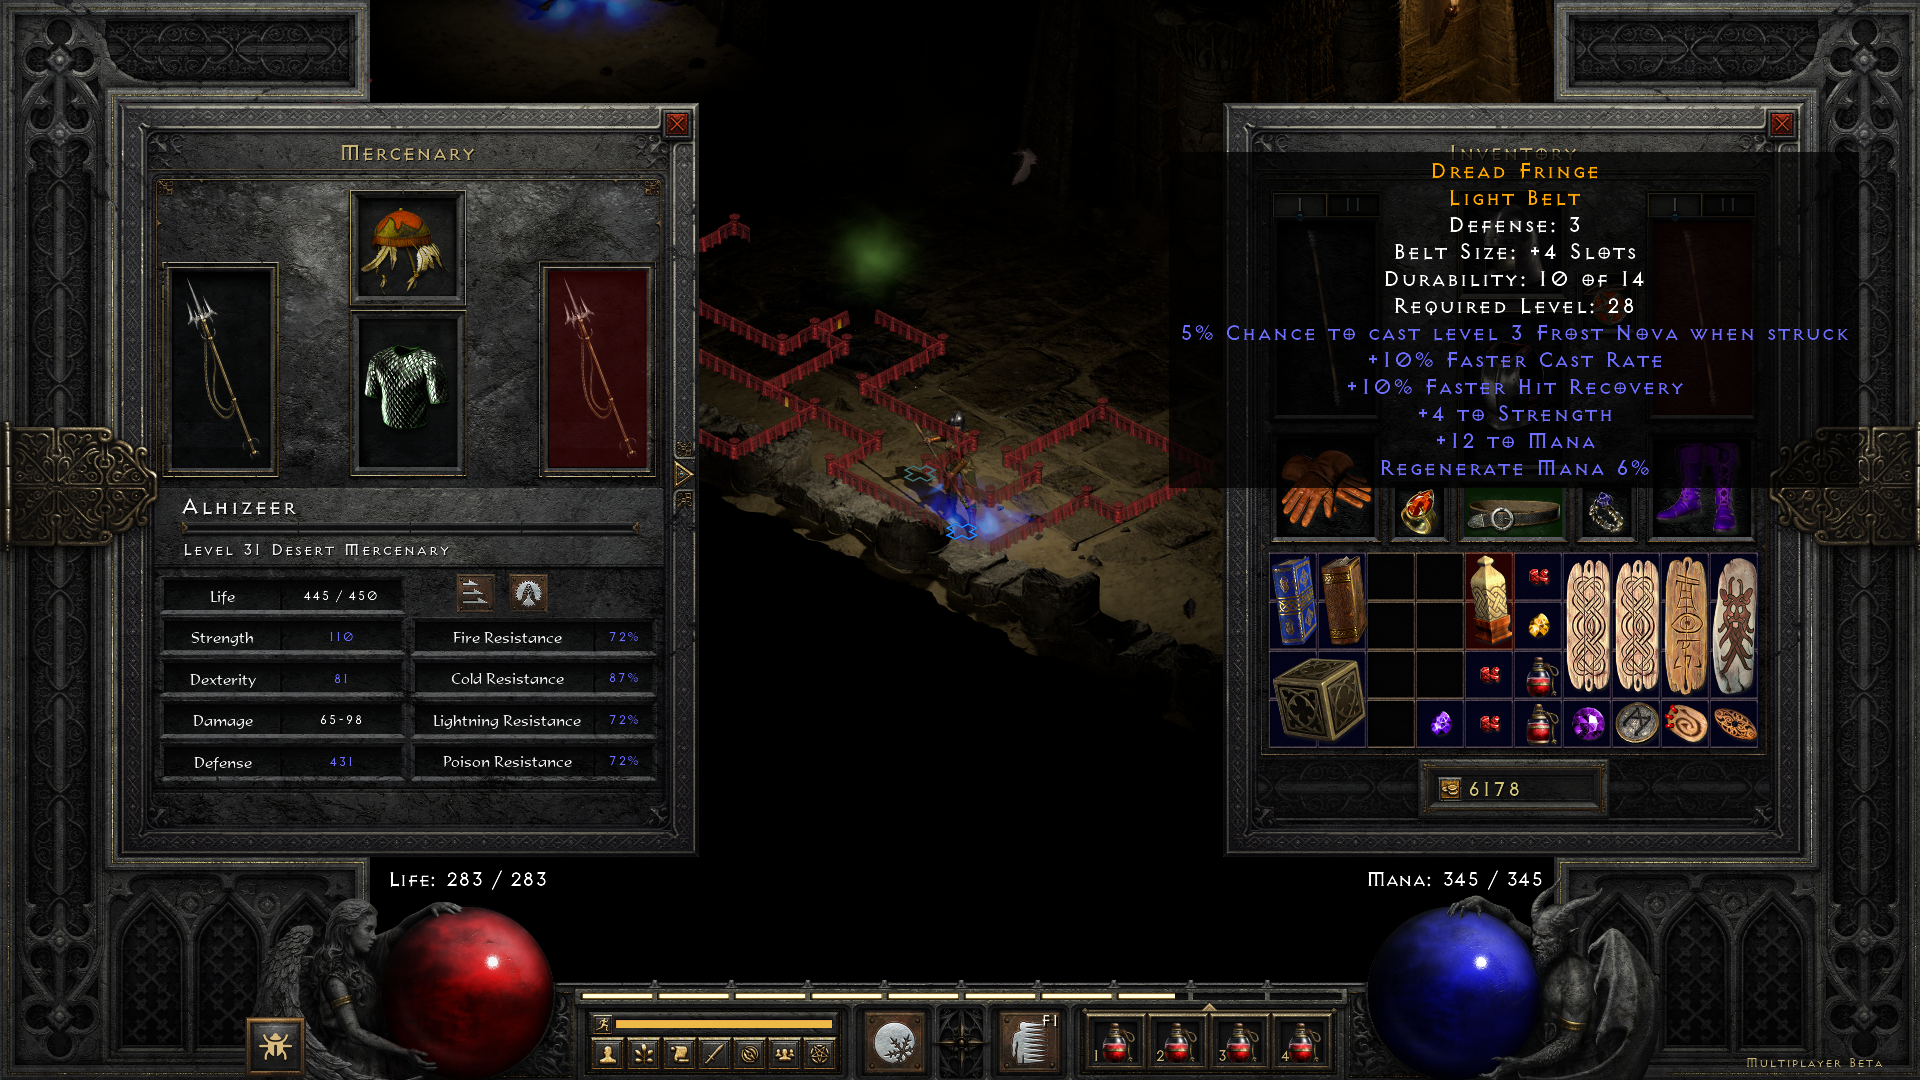 Mercenary
Alhizeer
Level 31 Desert Mercenary
Life 445 / 450
Strength 110
Dexterity 81
Damage 65-98
Defense 431
Fire Resistance 72%
Cold Resistance 87%
Lightning Resistance 72%
Poison Resistance 72%
Inventory
I II
I II
Dread Fringe
Light Belt
Defense: 3
Belt Size: +4 Slots
Durability: 10 of 14
Required Level: 28
5% Chance to cast level 3 Frost Nova when struck
+10% Faster Cast Rate
+10% Faster Hit Recovery
+4 to Strength
+12 to Mana
Regenerate Mana 6%
6178
Life: 283 / 283
Mana: 345 / 345
F1
1
2
3
4
Multiplayer Beta